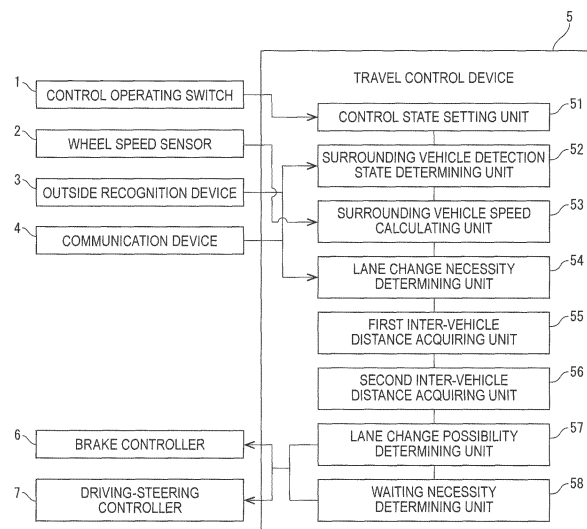 5
TRAVEL CONTROL DEVICE
1
CONTROL OPERATING SWITCH
2
WHEEL SPEED SENSOR
3
OUTSIDE RECOGNITION DEVICE
4
COMMUNICATION DEVICE
51
CONTROL STATE SETTING UNIT
52
SURROUNDING VEHICLE DETECTION
STATE DETERMINING UNIT
53
SURROUNDING VEHICLE SPEED
CALCULATING UNIT
54
LANE CHANGE NECESSITY
DETERMINING UNIT
55
FIRST INTER-VEHICLE
DISTANCE ACQUIRING UNIT
56
SECOND INTER-VEHICLE
DISTANCE ACQUIRING UNIT
57
LANE CHANGE POSSIBILITY
DETERMINING UNIT
58
WAITING NECESSITY
DETERMINING UNIT
6
BRAKE CONTROLLER
7
DRIVING-STEERING
CONTROLLER